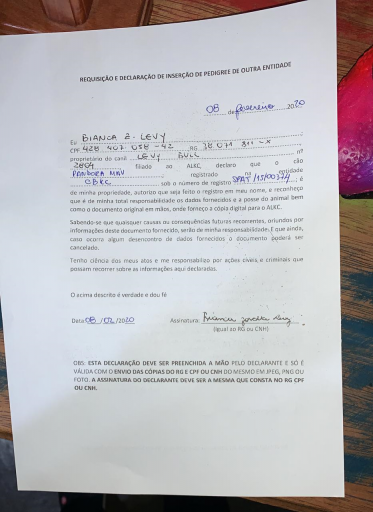 REQUISIÇÃO E DECLARAÇÃO DE INSERÇÃO DE PEDIGREE DE OUTRA ENTIDADE
08 de fevereiro 2020
Eu BIANCA Z. LEVY
CPF 428 407 058-42 RG 38 071 811-X
proprietário do canil LEVY BULL nº
2804 filiado ao ALKC, declaro que o cão
PANDORA MAV registrado na entidade
CBKC sob o número de registro SPAT/15/00374, é
de minha propriedade, autorizo que seja feito o registro em meu nome, e reconheço
que é de minha total responsabilidade os dados fornecidos e a posse do animal bem
como o documento original em mãos, onde forneço a cópia digital para o ALKC.
Sabendo-se que quaisquer causas ou consequências futuras recorrentes, oriundos por
informações deste documento fornecido, serão de minha responsabilidade. E que ainda,
caso ocorra algum desencontro de dados fornecidos o documento poderá ser
cancelado.
Tenho ciência dos meus atos e me responsabilizo por ações cíveis e criminais que
possam recorrer sobre as informações aqui declaradas.
O acima descrito é verdade e dou fé
Data 08/02/2020 Assinatura:
(igual ao RG ou CNH)
OBS: ESTA DECLARAÇÃO DEVE SER PREENCHIDA A MÃO PELO DECLARANTE E SÓ É
VÁLIDA COM O ENVIO DAS CÓPIAS DO RG E CPF OU CNH DO MESMO EM JPEG, PNG OU
FOTO. A ASSINATURA DO DECLARANTE DEVE SER A MESMA QUE CONSTA NO RG CPF
OU CNH.